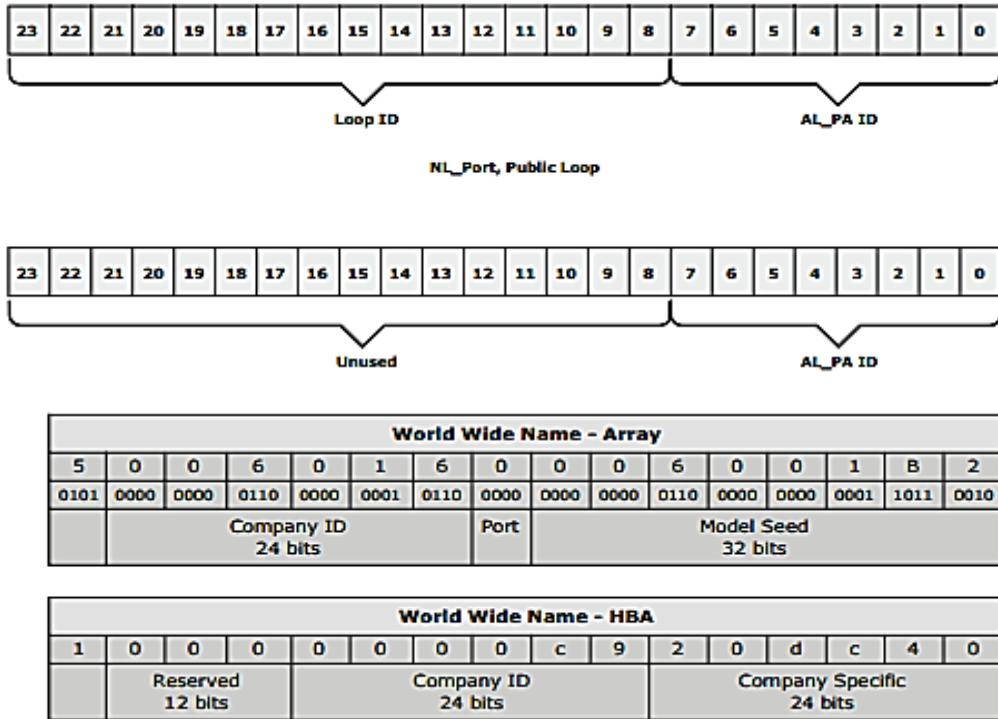 23 22 21 20 19 18 17 16 15 14 13 12 11 10 9 8 7 6 5 4 3 2 1 0
Loop ID AL_PA ID
NL_Port, Public Loop
23 22 21 20 19 18 17 16 15 14 13 12 11 10 9 8 7 6 5 4 3 2 1 0
Unused AL_PA ID
World Wide Name - Array
5 0 0 6 0 1 6 0 0 0 6 0 0 1 B 2
0101 0000 0000 0110 0000 0001 0110 0000 0000 0000 0110 0000 0000 0001 1011 0010
Company ID Port Model Seed
24 bits 32 bits
World Wide Name - HBA
1 0 0 0 0 0 0 0 c 9 2 0 d c 4 0
Reserved Company ID Company Specific
12 bits 24 bits 24 bits